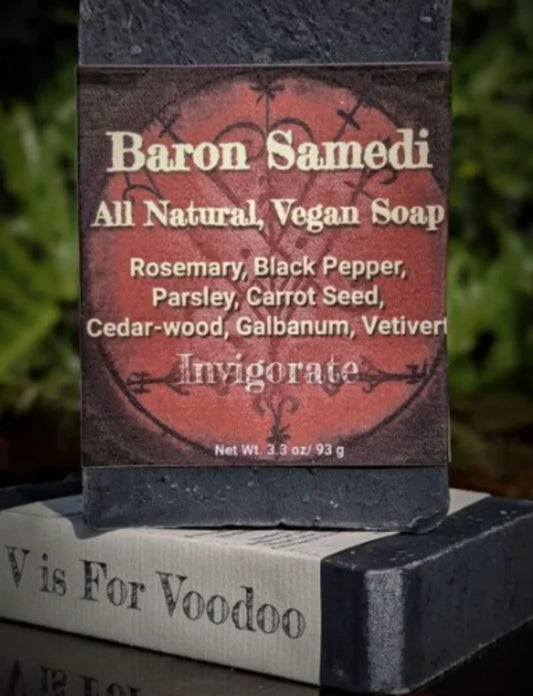 Baron Samedi
All Natural, Vegan Soap
Rosemary, Black Pepper,
Parsley, Carrot Seed,
Cedar-wood, Galbanum, Vetivert
Invigorate
Net Wt. 3.3 oz/ 93 g
V is For Voodoo